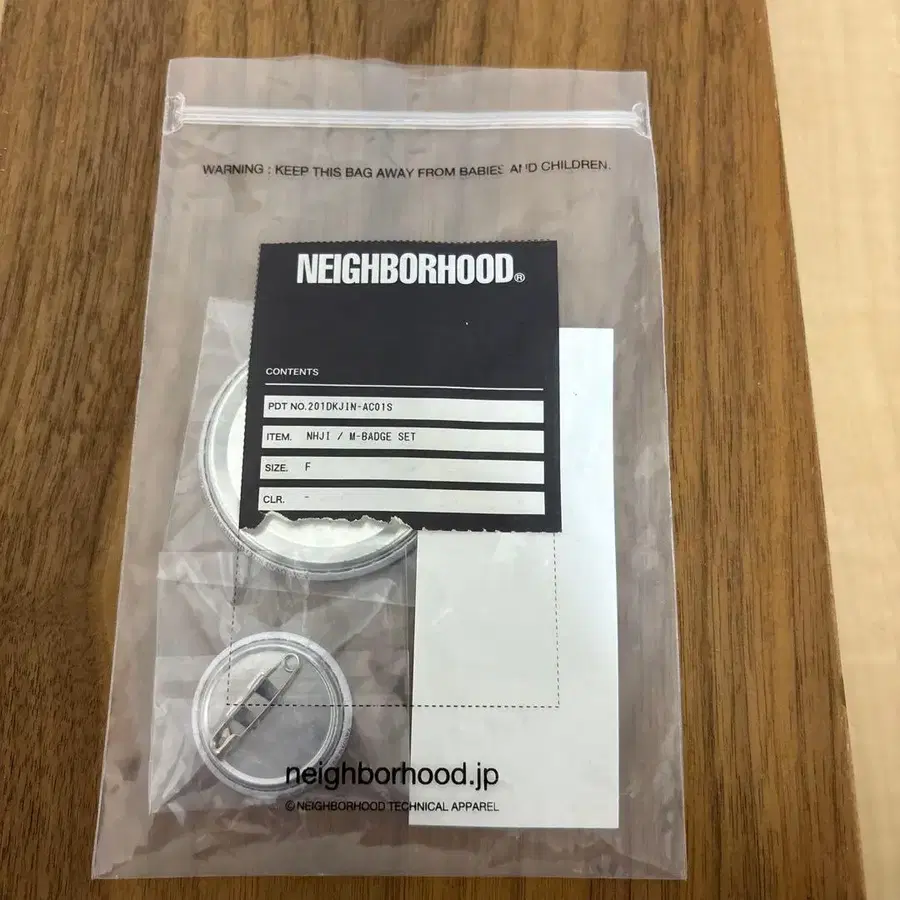 WARNING : KEEP THIS BAG AWAY FROM BABIES AND CHILDREN.
NEIGHBORHOOD®
CONTENTS
PDT NO. 201DKJIN-AC01S
ITEM. NHJI / M-BADGE SET
SIZE. F
CLR. -
neighborhood.jp
© NEIGHBORHOOD TECHNICAL APPAREL